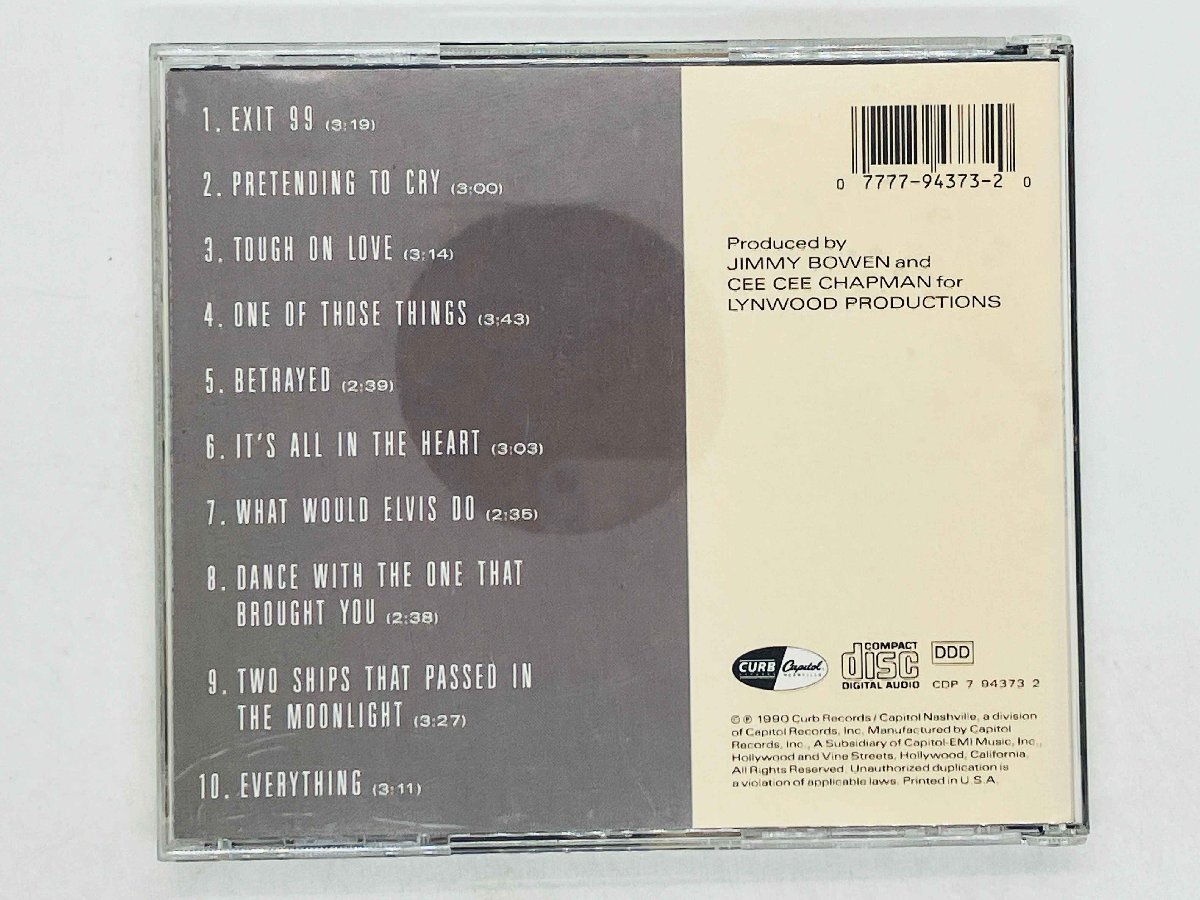 1. EXIT 99 (3:19)
2. PRETENDING TO CRY (3:00)
3. TOUGH ON LOVE (3:14)
4. ONE OF THOSE THINGS (3:43)
5. BETRAYED (2:39)
6. IT'S ALL IN THE HEART (3:03)
7. WHAT WOULD ELVIS DO (2:35)
8. DANCE WITH THE ONE THAT
BROUGHT YOU (2:38)
9. TWO SHIPS THAT PASSED IN
THE MOONLIGHT (3:27)
10. EVERYTHING (3:11)
0 7777-94373-2 0
Produced by
JIMMY BOWEN and
CEE CEE CHAPMAN for
LYNWOOD PRODUCTIONS
CURB
Capitol
NASHVILLE
COMPACT
disc
DIGITAL AUDIO
DDD
CDP 7 94373 2
© ℗ 1990 Curb Records / Capitol Nashville, a division
of Capitol Records, Inc. Manufactured by Capitol
Records, Inc., A Subsidiary of Capitol-EMI Music, Inc.,
Hollywood and Vine Streets, Hollywood, California.
All Rights Reserved. Unauthorized duplication is
a violation of applicable laws. Printed in U.S.A.